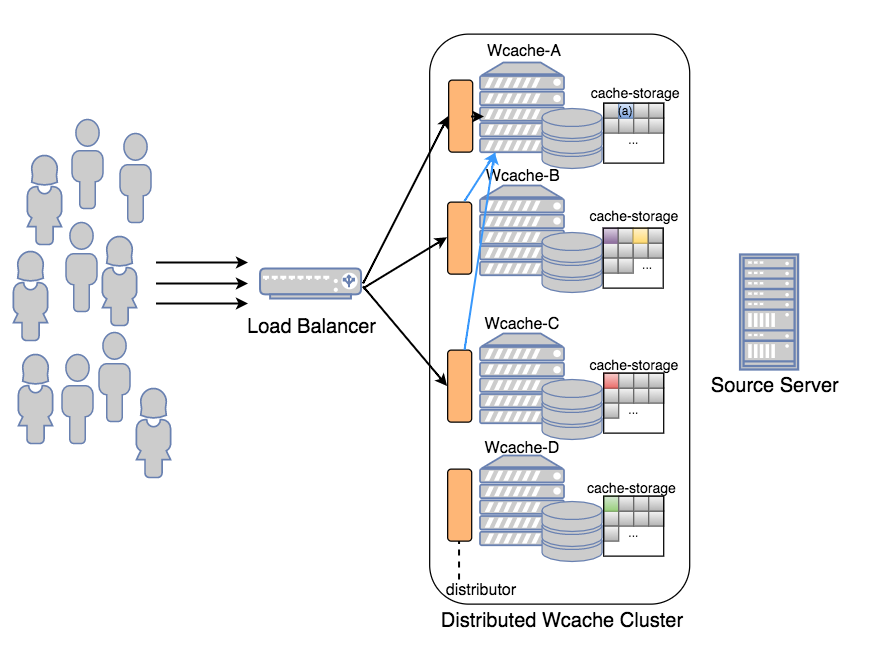 Wcache-A
cache-storage
(a)
...
Wcache-B
cache-storage
...
Load Balancer
Wcache-C
cache-storage
...
Source Server
Wcache-D
cache-storage
...
distributor
Distributed Wcache Cluster